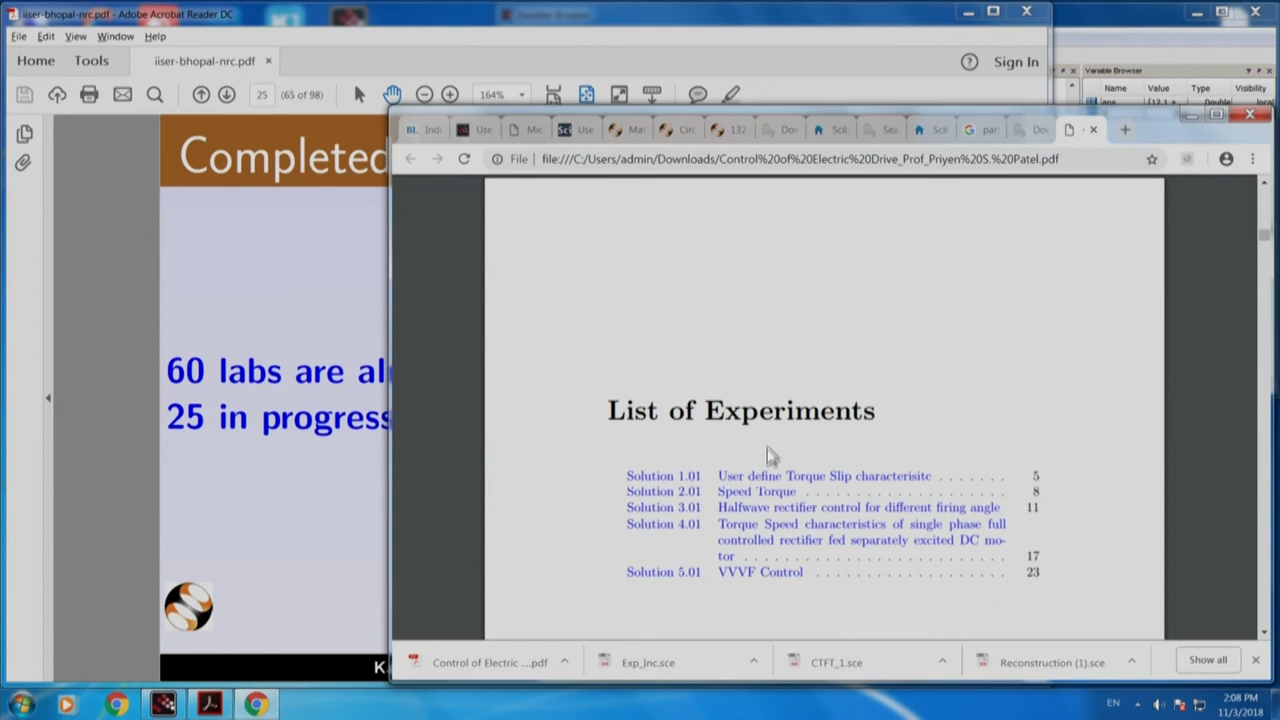 iiser-bhopal-nrc.pdf - Adobe Acrobat Reader DC
File Edit View Window Help
Home Tools iiser-bhopal-nrc.pdf × Sign In
25 (65 of 98) 164%
Variable Browser
Name Value Type Visibility
Completed
60 labs are
25 in progress
File file:///C:/Users/admin/Downloads/Control%20of%20Electric%20Drive_Prof_Priyen%20S.%20Patel.pdf
List of Experiments
Solution 1.01 User define Torque Slip characterisitc . . . . . . . 5
Solution 2.01 Speed Torque . . . . . . . . . . . . . . . . . . . . 8
Solution 3.01 Halfwave rectifier control for different firing angle 11
Solution 4.01 Torque Speed characteristics of single phase full
controlled rectifier fed separately excited DC mo-
tor . . . . . . . . . . . . . . . . . . . . . . . . . 17
Solution 5.01 VVVF Control . . . . . . . . . . . . . . . . . . . 23
Control of Electric ....pdf Exp_Inc.sce CTFT_1.sce Reconstruction (1).sce Show all
EN 2:08 PM
11/3/2018